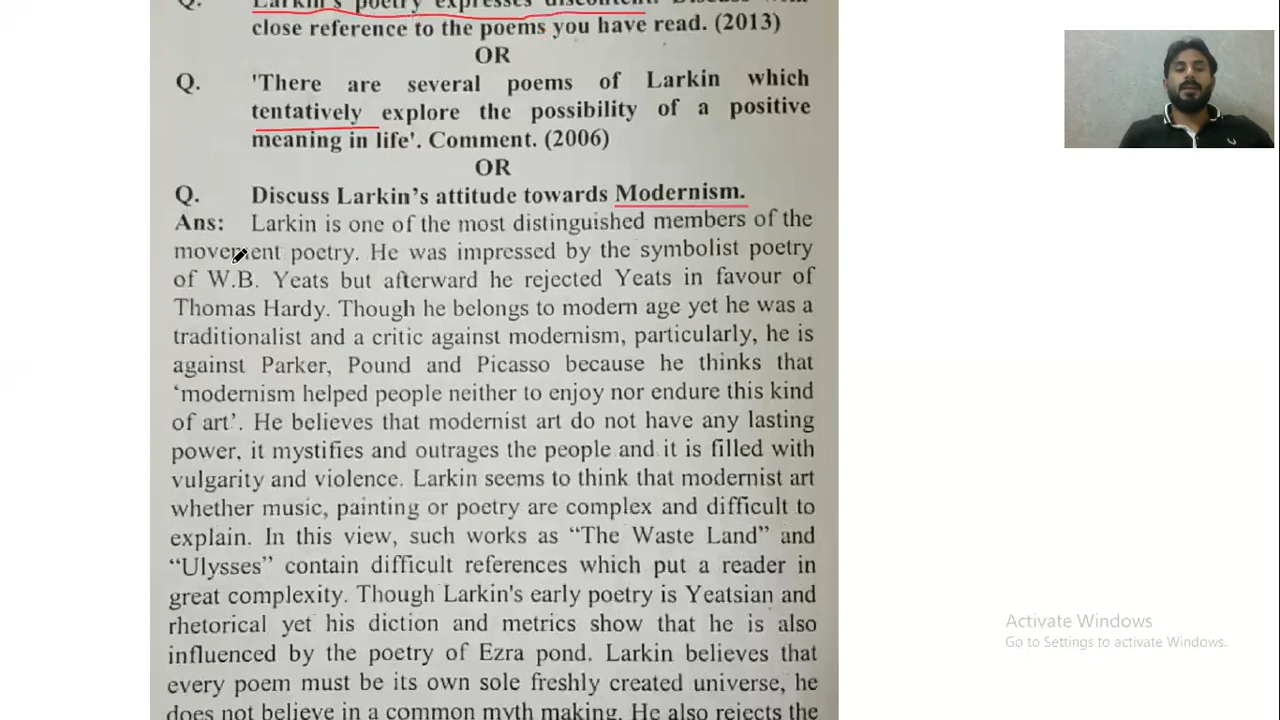 Q. Larkin's poetry expresses discontent. Discuss with
close reference to the poems you have read. (2013)
OR
Q. 'There are several poems of Larkin which
tentatively explore the possibility of a positive
meaning in life'. Comment. (2006)
OR
Q. Discuss Larkin's attitude towards Modernism.
Ans: Larkin is one of the most distinguished members of the
movement poetry. He was impressed by the symbolist poetry
of W.B. Yeats but afterward he rejected Yeats in favour of
Thomas Hardy. Though he belongs to modern age yet he was a
traditionalist and a critic against modernism, particularly, he is
against Parker, Pound and Picasso because he thinks that
'modernism helped people neither to enjoy nor endure this kind
of art'. He believes that modernist art do not have any lasting
power, it mystifies and outrages the people and it is filled with
vulgarity and violence. Larkin seems to think that modernist art
whether music, painting or poetry are complex and difficult to
explain. In this view, such works as "The Waste Land" and
"Ulysses" contain difficult references which put a reader in
great complexity. Though Larkin's early poetry is Yeatsian and
rhetorical yet his diction and metrics show that he is also
influenced by the poetry of Ezra pond. Larkin believes that
every poem must be its own sole freshly created universe, he
does not believe in a common myth making. He also rejects the
Activate Windows
Go to Settings to activate Windows.